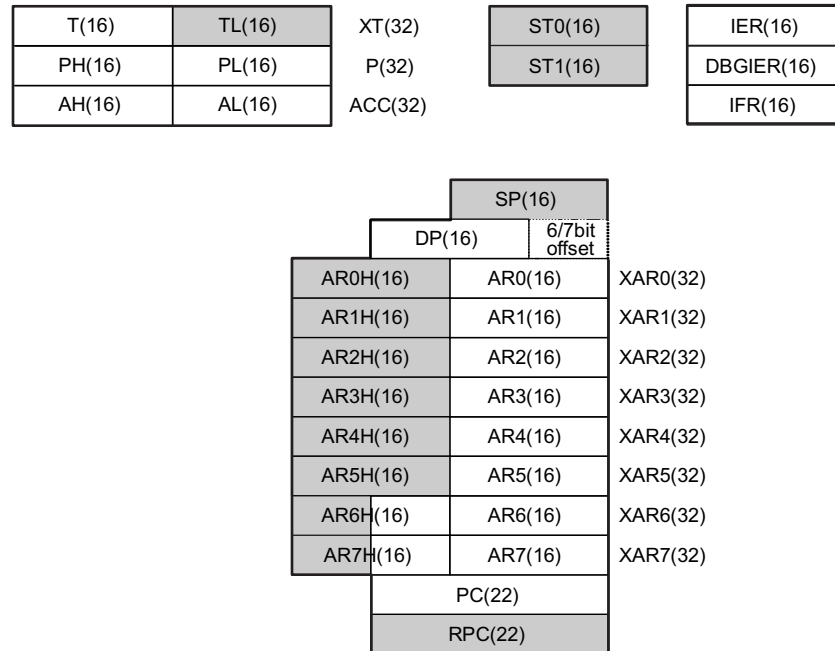 T(16) TL(16) XT(32) ST0(16) IER(16)
PH(16) PL(16) P(32) ST1(16) DBGIER(16)
AH(16) AL(16) ACC(32) IFR(16)
SP(16)
DP(16) 6/7bit
offset
AR0H(16) AR0(16) XAR0(32)
AR1H(16) AR1(16) XAR1(32)
AR2H(16) AR2(16) XAR2(32)
AR3H(16) AR3(16) XAR3(32)
AR4H(16) AR4(16) XAR4(32)
AR5H(16) AR5(16) XAR5(32)
AR6H(16) AR6(16) XAR6(32)
AR7H(16) AR7(16) XAR7(32)
PC(22)
RPC(22)